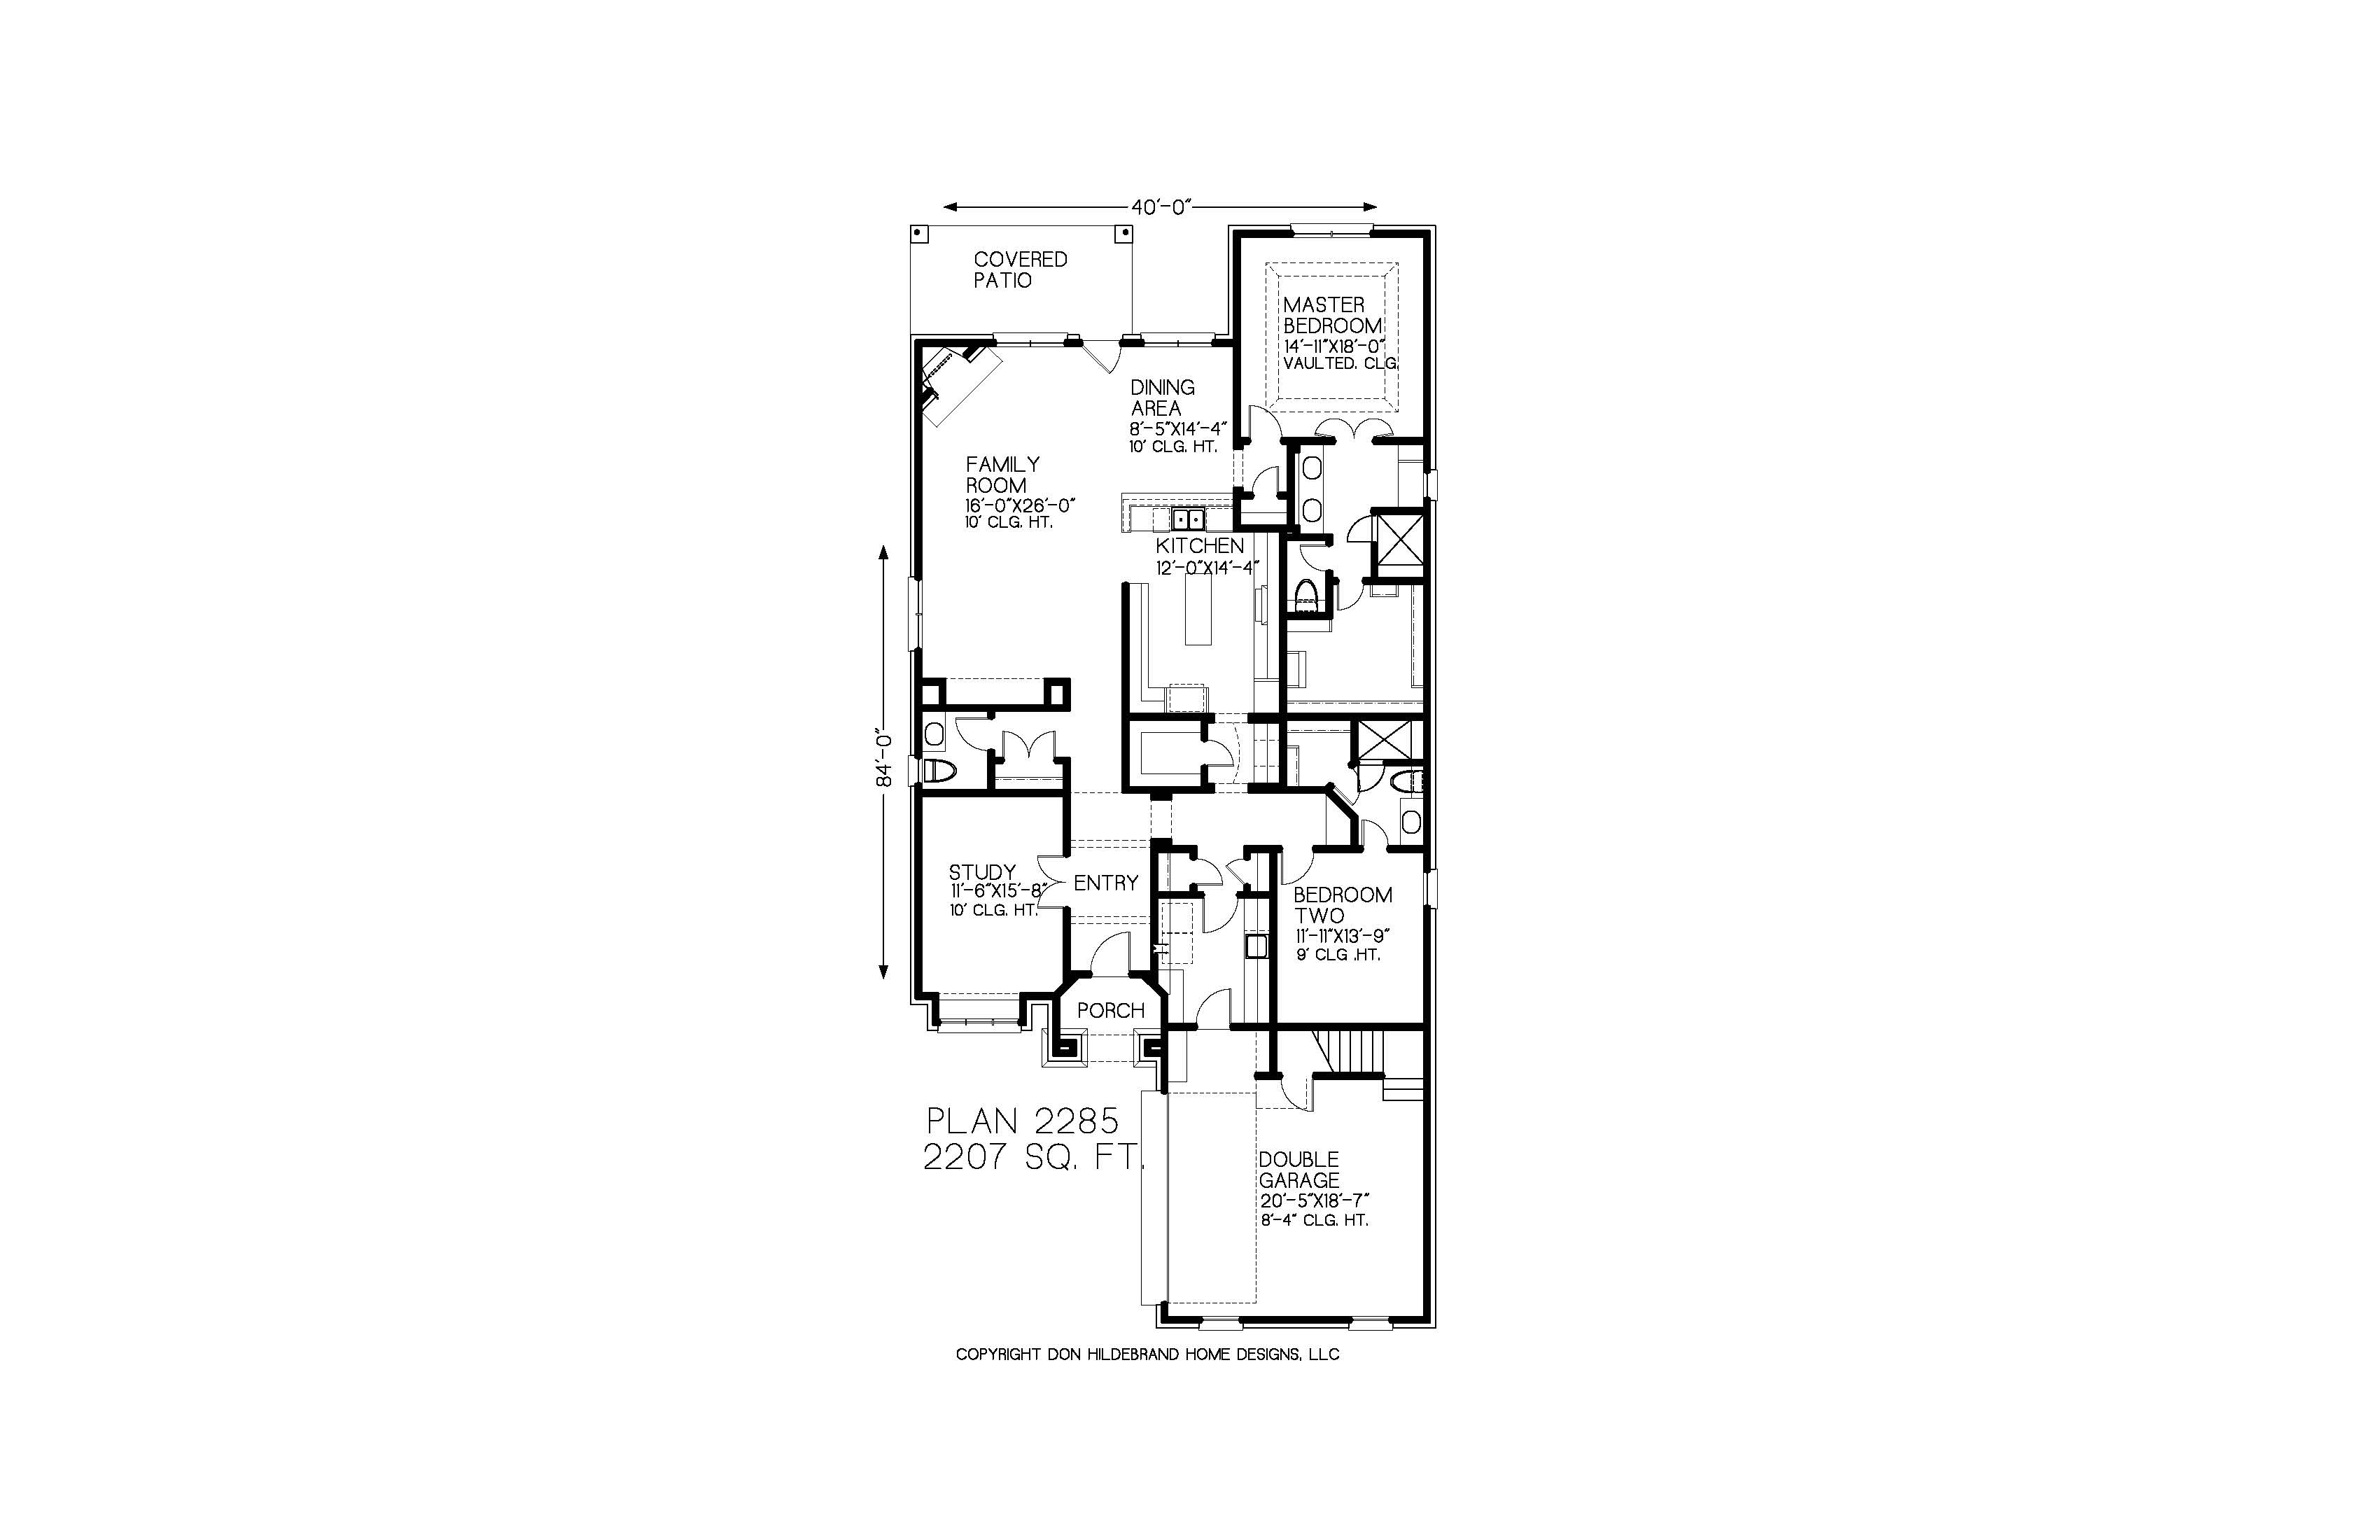 40'-0"
COVERED
PATIO
MASTER
BEDROOM
14'-11"X18'-0"
VAULTED. CLG.
DINING
AREA
8'-5"X14'-4"
10' CLG. HT.
FAMILY
ROOM
16'-0"X26'-0"
10' CLG. HT.
KITCHEN
12'-0"X14'-4"
84'-0"
STUDY
11'-6"X15'-8"
10' CLG. HT.
ENTRY
BEDROOM
TWO
11'-11"X13'-9"
9' CLG .HT.
PORCH
PLAN 2285
2207 SQ. FT.
DOUBLE
GARAGE
20'-5"X18'-7"
8'-4" CLG. HT.
COPYRIGHT DON HILDEBRAND HOME DESIGNS, LLC